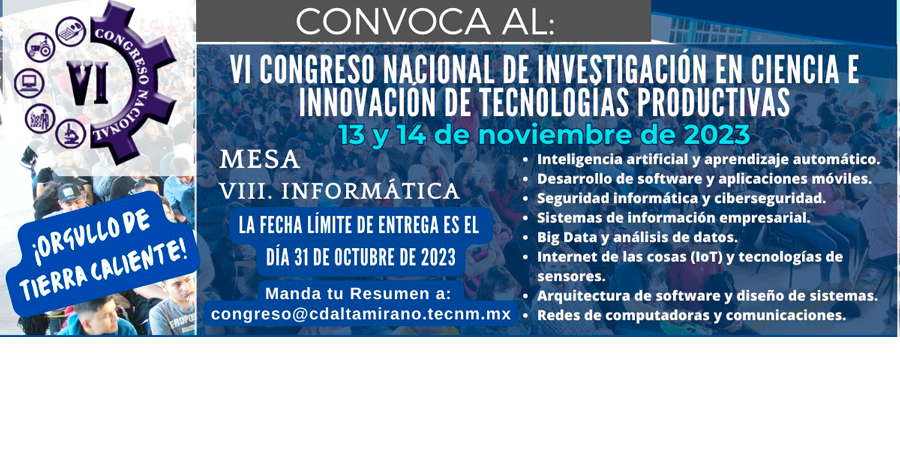 CONVOCA AL:
CONGRESO NACIONAL
VI
VI CONGRESO NACIONAL DE INVESTIGACIÓN EN CIENCIA E
INNOVACIÓN DE TECNOLOGÍAS PRODUCTIVAS
13 y 14 de noviembre de 2023
MESA
VIII. INFORMÁTICA
LA FECHA LÍMITE DE ENTREGA ES EL
DÍA 31 DE OCTUBRE DE 2023
Manda tu Resumen a:
congreso@cdaltamirano.tecnm.mx
• Inteligencia artificial y aprendizaje automático.
• Desarrollo de software y aplicaciones móviles.
• Seguridad informática y ciberseguridad.
• Sistemas de información empresarial.
• Big Data y análisis de datos.
• Internet de las cosas (IoT) y tecnologías de
sensores.
• Arquitectura de software y diseño de sistemas.
• Redes de computadoras y comunicaciones.
¡ORGULLO DE
TIERRA CALIENTE!